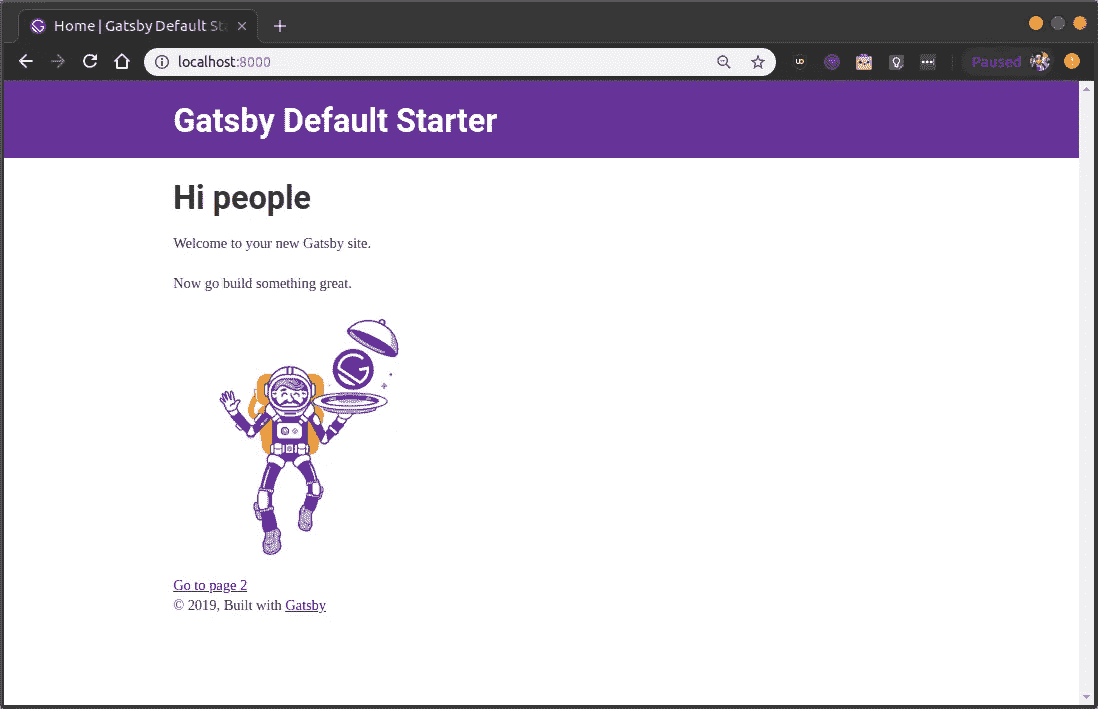 Home | Gatsby Default Sta
localhost:8000
Paused
Gatsby Default Starter
Hi people
Welcome to your new Gatsby site.
Now go build something great.
Go to page 2
© 2019, Built with Gatsby